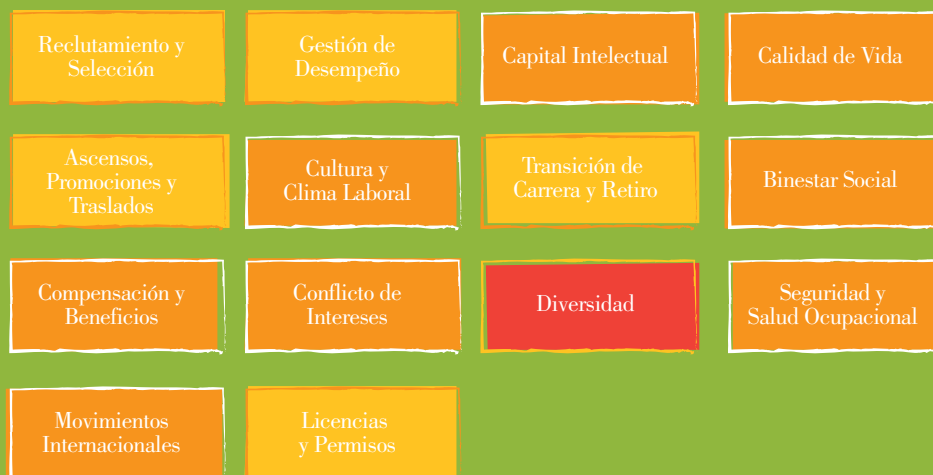 Reclutamiento y
Selección
Gestión de
Desempeño
Capital Intelectual
Calidad de Vida
Ascensos,
Promociones y
Traslados
Cultura y
Clima Laboral
Transición de
Carrera y Retiro
Binestar Social
Compensación y
Beneficios
Conflicto de
Intereses
Diversidad
Seguridad y
Salud Ocupacional
Movimientos
Internacionales
Licencias
y Permisos